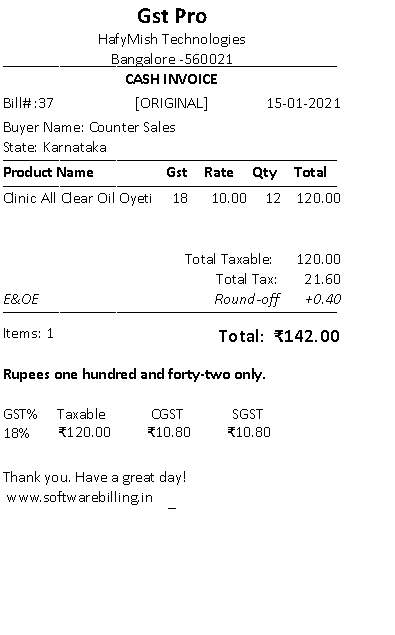 Gst Pro
HafyMish Technologies
Bangalore -560021
CASH INVOICE
Bill#:37 [ORIGINAL] 15-01-2021
Buyer Name: Counter Sales
State: Karnataka
Product Name Gst Rate Qty Total
Clinic All Clear Oil Oyeti 18 10.00 12 120.00
Total Taxable: 120.00
Total Tax: 21.60
E&OE Round-off +0.40
Items: 1 Total: ₹142.00
Rupees one hundred and forty-two only.
GST% Taxable CGST SGST
18% ₹120.00 ₹10.80 ₹10.80
Thank you. Have a great day!
www.softwarebilling.in _